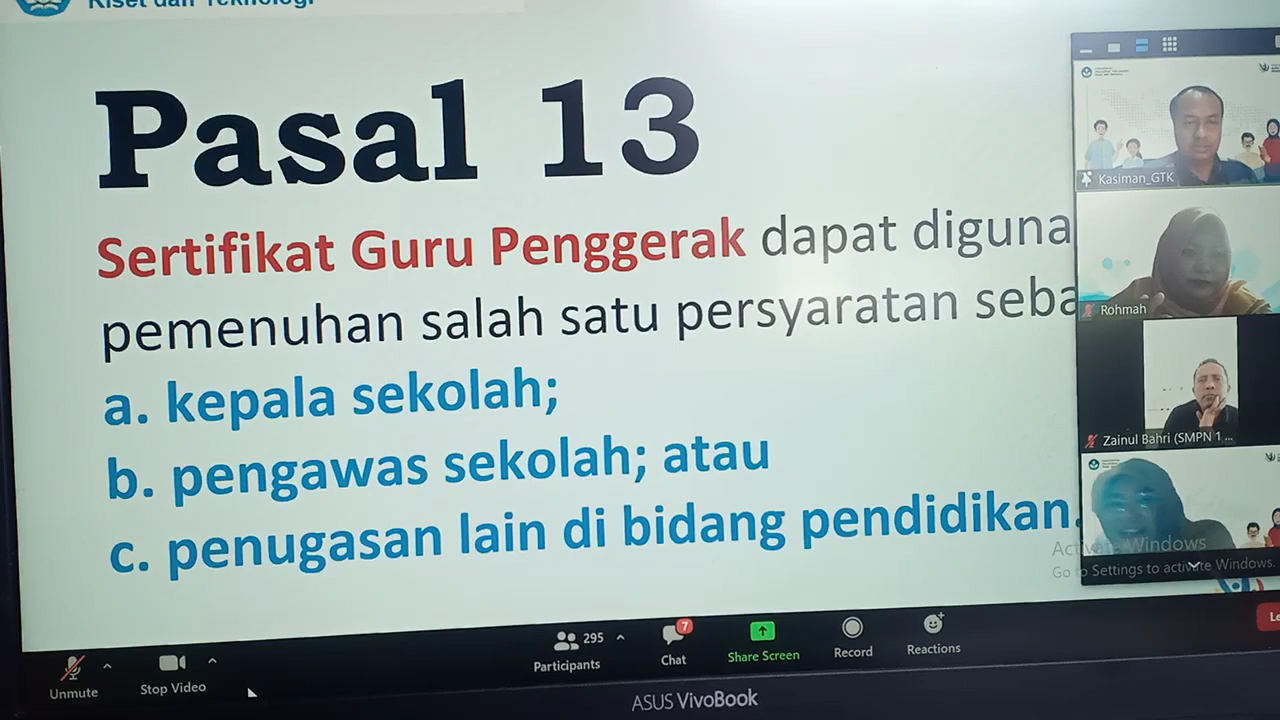 Riset dan Teknologi
Pasal 13
Sertifikat Guru Penggerak dapat diguna
pemenuhan salah satu persyaratan seba
a. kepala sekolah;
b. pengawas sekolah; atau
c. penugasan lain di bidang pendidikan.
Kasiman_GTK
Rohmah
Zainul Bahri (SMPN 1 ...
Activate Windows
Go to Settings to activate Windows.
295
7
Unmute
Stop Video
Participants
Chat
Share Screen
Record
Reactions
Le
ASUS VivoBook